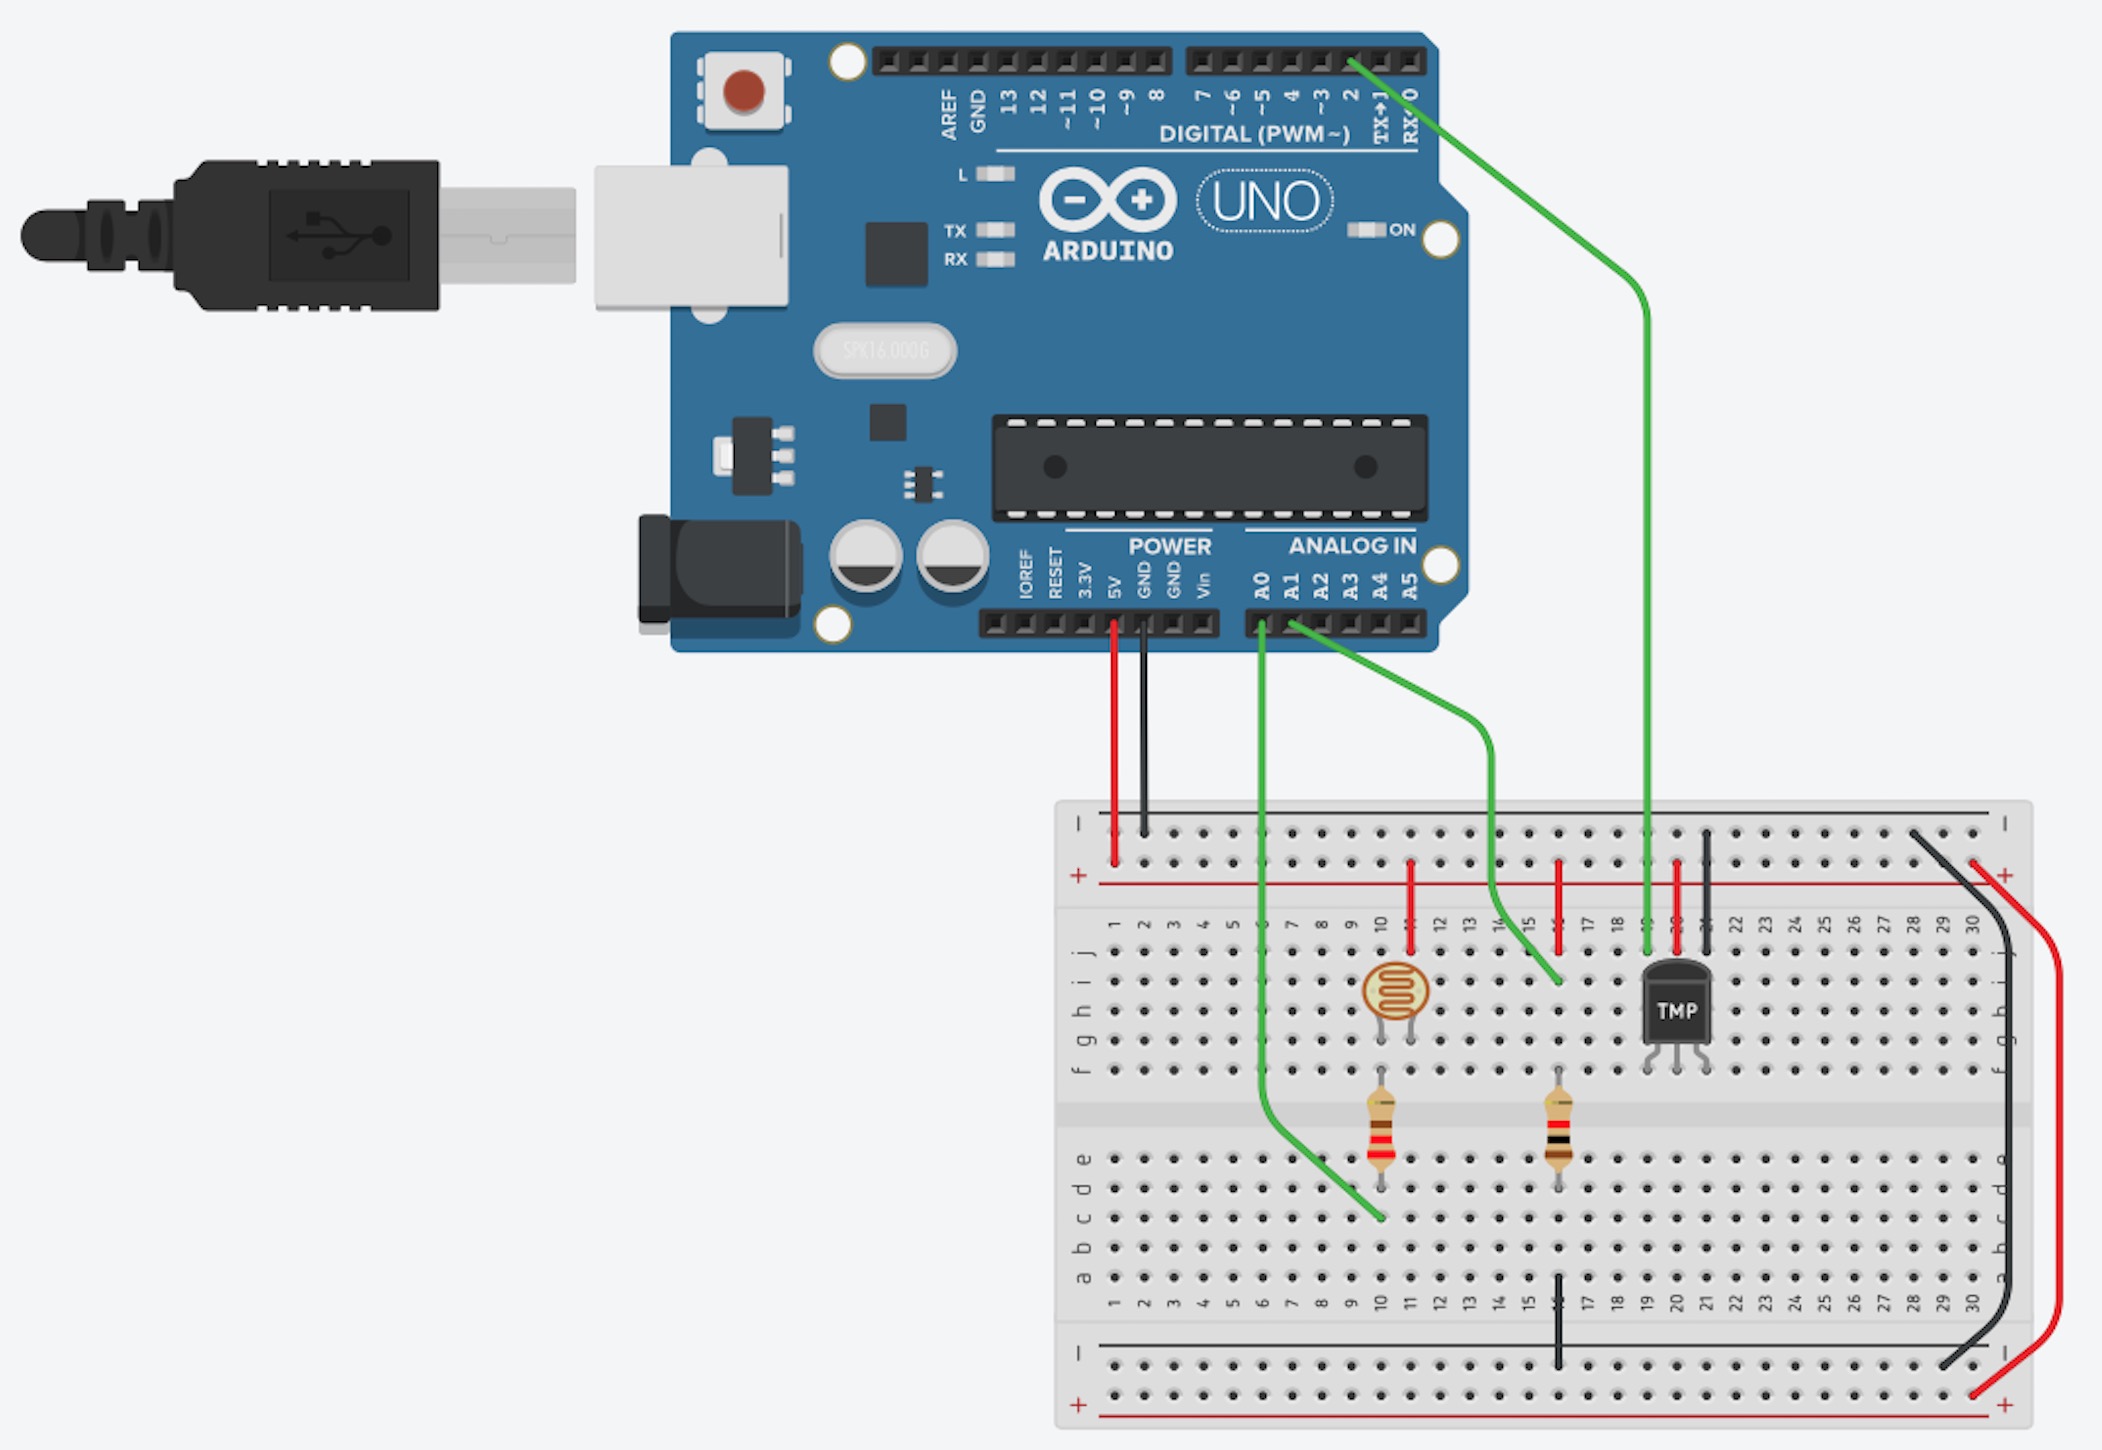 AREF
GND
13
12
~11
~10
~9
8
7
~6
~5
4
~3
2
TX→1
RX←0
DIGITAL (PWM~)
L
TX
RX
ARDUINO
UNO
ON
SPK16.000G
IOREF
RESET
3.3V
5V
GND
GND
Vin
POWER
ANALOG IN
A0
A1
A2
A3
A4
A5
− −
+ +
1 2 3 4 5 6 7 8 9 10 11 12 13 14 15 16 17 18 19 20 21 22 23 24 25 26 27 28 29 30
j j
i i
h h
TMP
g g
f f
e e
d d
c c
b b
a a
1 2 3 4 5 6 7 8 9 10 11 12 13 14 15 16 17 18 19 20 21 22 23 24 25 26 27 28 29 30
− −
+ +